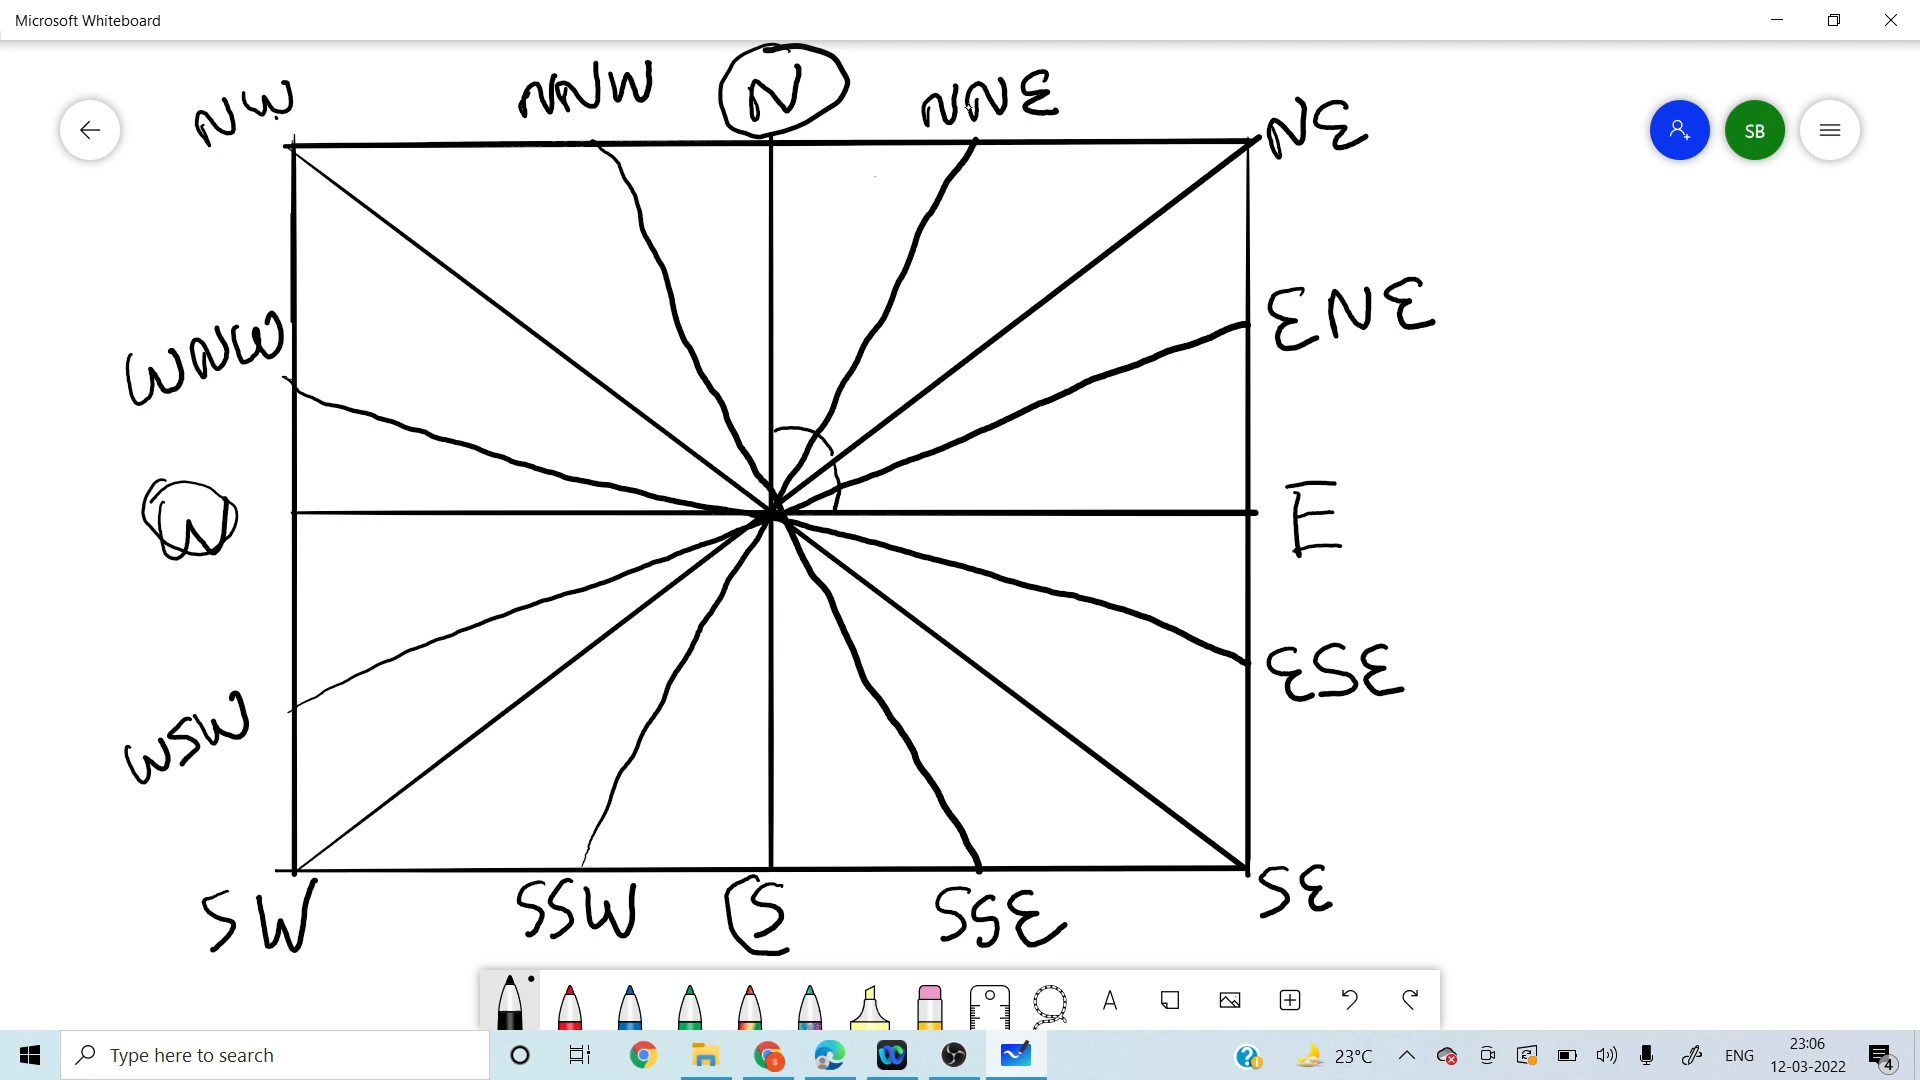 Microsoft Whiteboard
NW NNW N NNE NE
SB
ENE
WNW
W E
ESE
WSW
SW SSW S SSE SE
A
Type here to search
23°C
ENG
23:06
12-03-2022
4